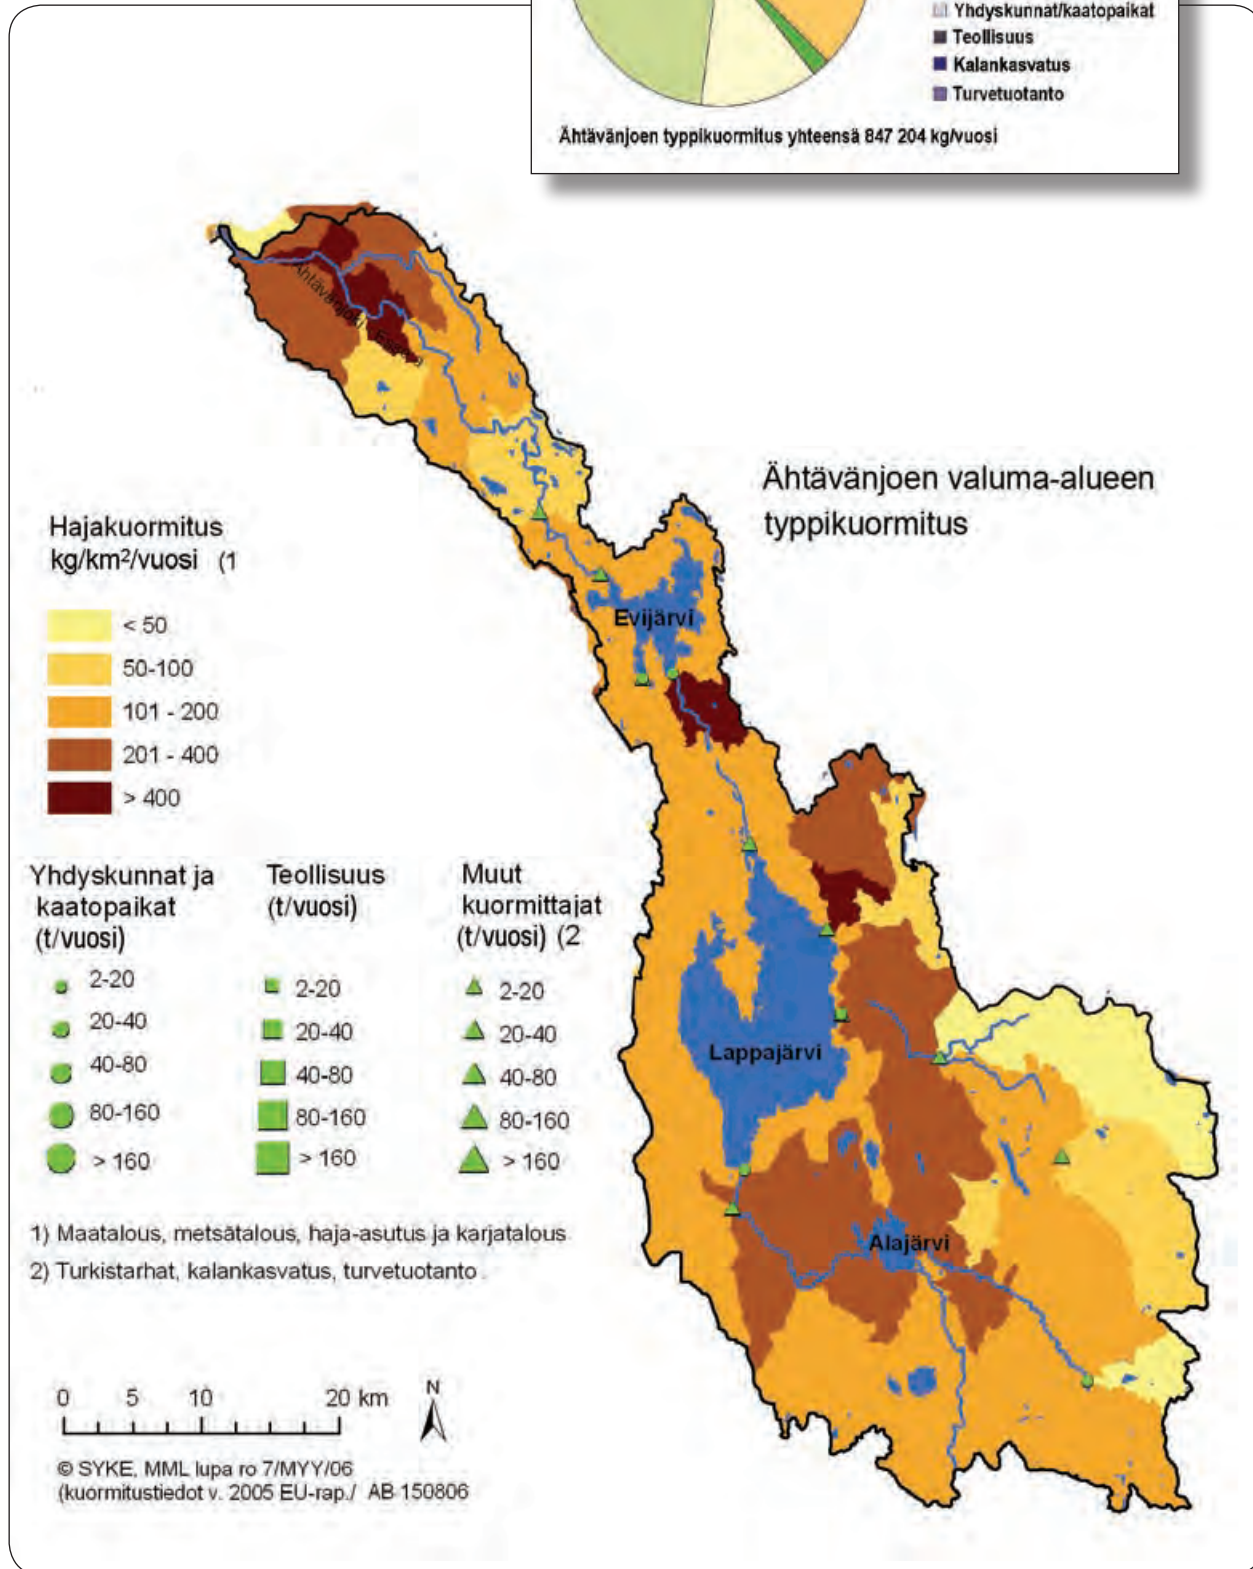 Yhdyskunnat/kaatopaikat
Teollisuus
Kalankasvatus
Turvetuotanto
Ähtävänjoen typpikuormitus yhteensä 847 204 kg/vuosi
Ähtävänjoki
Ähtävänjoen valuma-alueen
typpikuormitus
Hajakuormitus
kg/km²/vuosi (1
< 50
50-100
101 - 200
201 - 400
> 400
Evijärvi
Lappajärvi
Alajärvi
Yhdyskunnat ja
kaatopaikat
(t/vuosi)
2-20
20-40
40-80
80-160
> 160
Teollisuus
(t/vuosi)
2-20
20-40
40-80
80-160
> 160
Muut
kuormittajat
(t/vuosi) (2
2-20
20-40
40-80
80-160
> 160
1) Maatalous, metsätalous, haja-asutus ja karjatalous
2) Turkistarhat, kalankasvatus, turvetuotanto
0 5 10 20 km
N
© SYKE, MML lupa ro 7/MYY/06
(kuormitustiedot v. 2005 EU-rap./ AB 150806